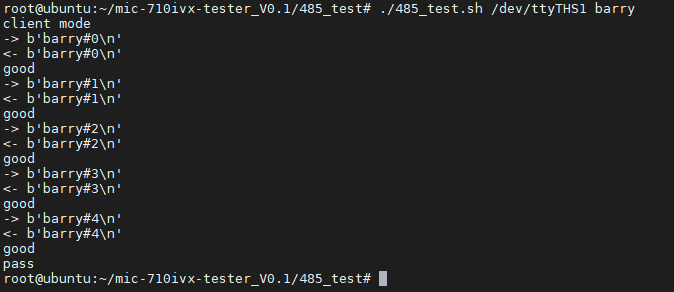 root@ubuntu:~/mic-710ivx-tester_V0.1/485_test# ./485_test.sh /dev/ttyTHS1 barry
client mode
-> b'barry#0\n'
<- b'barry#0\n'
good
-> b'barry#1\n'
<- b'barry#1\n'
good
-> b'barry#2\n'
<- b'barry#2\n'
good
-> b'barry#3\n'
<- b'barry#3\n'
good
-> b'barry#4\n'
<- b'barry#4\n'
good
pass
root@ubuntu:~/mic-710ivx-tester_V0.1/485_test#